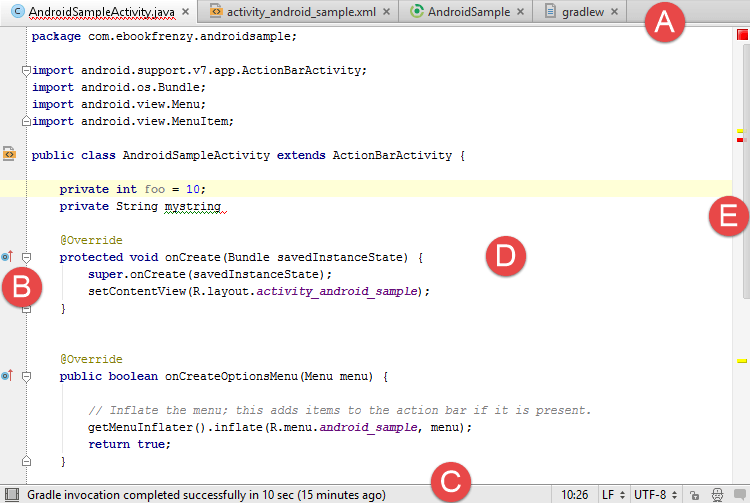 C AndroidSampleActivity.java × activity_android_sample.xml × AndroidSample × gradlew × A
package com.ebookfrenzy.androidsample;
import android.support.v7.app.ActionBarActivity;
import android.os.Bundle;
import android.view.Menu;
import android.view.MenuItem;
public class AndroidSampleActivity extends ActionBarActivity {
private int foo = 10;
private String mystring
E
@Override
protected void onCreate(Bundle savedInstanceState) {
D
super.onCreate(savedInstanceState);
B
setContentView(R.layout.activity_android_sample);
}
@Override
public boolean onCreateOptionsMenu(Menu menu) {
// Inflate the menu; this adds items to the action bar if it is present.
getMenuInflater().inflate(R.menu.android_sample, menu);
return true;
}
C
Gradle invocation completed successfully in 10 sec (15 minutes ago) 10:26 LF UTF-8